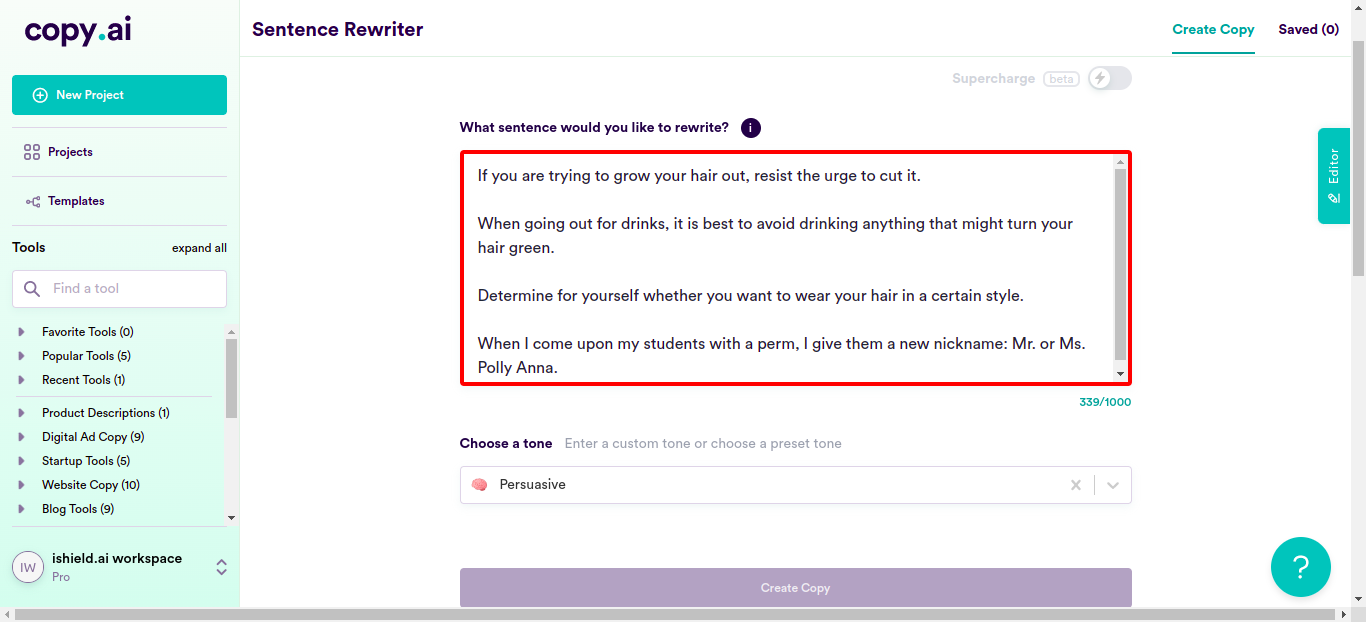 copy.ai
New Project
Projects
Templates
Tools
expand all
Find a tool
Favorite Tools (0)
Popular Tools (5)
Recent Tools (1)
Product Descriptions (1)
Digital Ad Copy (9)
Startup Tools (5)
Website Copy (10)
Blog Tools (9)
IW
ishield.ai workspace
Pro
Sentence Rewriter
Create Copy
Saved (0)
Supercharge beta
What sentence would you like to rewrite? i
If you are trying to grow your hair out, resist the urge to cut it.
When going out for drinks, it is best to avoid drinking anything that might turn your
hair green.
Determine for yourself whether you want to wear your hair in a certain style.
When I come upon my students with a perm, I give them a new nickname: Mr. or Ms.
Polly Anna.
339/1000
Choose a tone Enter a custom tone or choose a preset tone
Persuasive
Create Copy
Editor
?